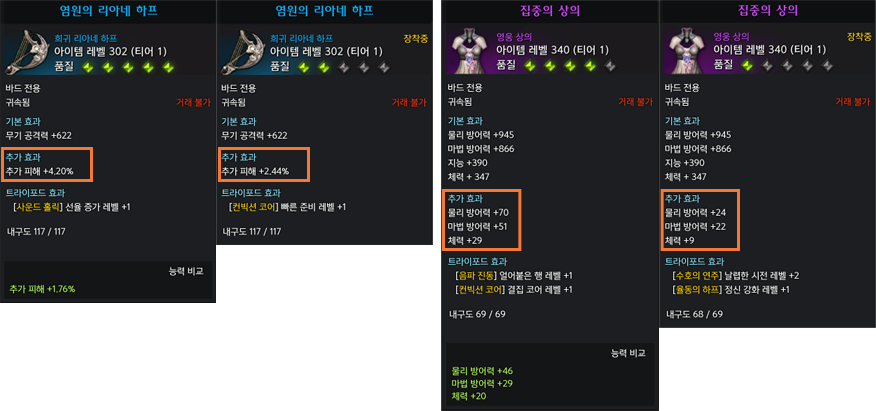 염원의 리아네 하프
희귀 리아네 하프
아이템 레벨 302 (티어 1)
품질
바드 전용
귀속됨
거래 불가
기본 효과
무기 공격력 +622
추가 효과
추가 피해 +4.20%
트라이포드 효과
[사운드 홀릭] 선율 증가 레벨 +1
내구도 117 / 117
능력 비교
추가 피해 +1.76%
염원의 리아네 하프
희귀 리아네 하프
장착중
아이템 레벨 302 (티어 1)
품질
바드 전용
귀속됨
거래 불가
기본 효과
무기 공격력 +622
추가 효과
추가 피해 +2.44%
트라이포드 효과
[컨빅션 코어] 빠른 준비 레벨 +1
내구도 117 / 117
집중의 상의
영웅 상의
아이템 레벨 340 (티어 1)
품질
바드 전용
귀속됨
거래 불가
기본 효과
물리 방어력 +945
마법 방어력 +866
지능 +390
체력 + 347
추가 효과
물리 방어력 +70
마법 방어력 +51
체력 +29
트라이포드 효과
[음파 진동] 얼어붙은 행 레벨 +1
[컨빅션 코어] 결집 코어 레벨 +1
내구도 69 / 69
능력 비교
물리 방어력 +46
마법 방어력 +29
체력 +20
집중의 상의
영웅 상의
장착중
아이템 레벨 340 (티어 1)
품질
바드 전용
귀속됨
거래 불가
기본 효과
물리 방어력 +945
마법 방어력 +866
지능 +390
체력 + 347
추가 효과
물리 방어력 +24
마법 방어력 +22
체력 +9
트라이포드 효과
[수호의 연주] 날렵한 시전 레벨 +2
[율동의 하프] 정신 강화 레벨 +1
내구도 68 / 69